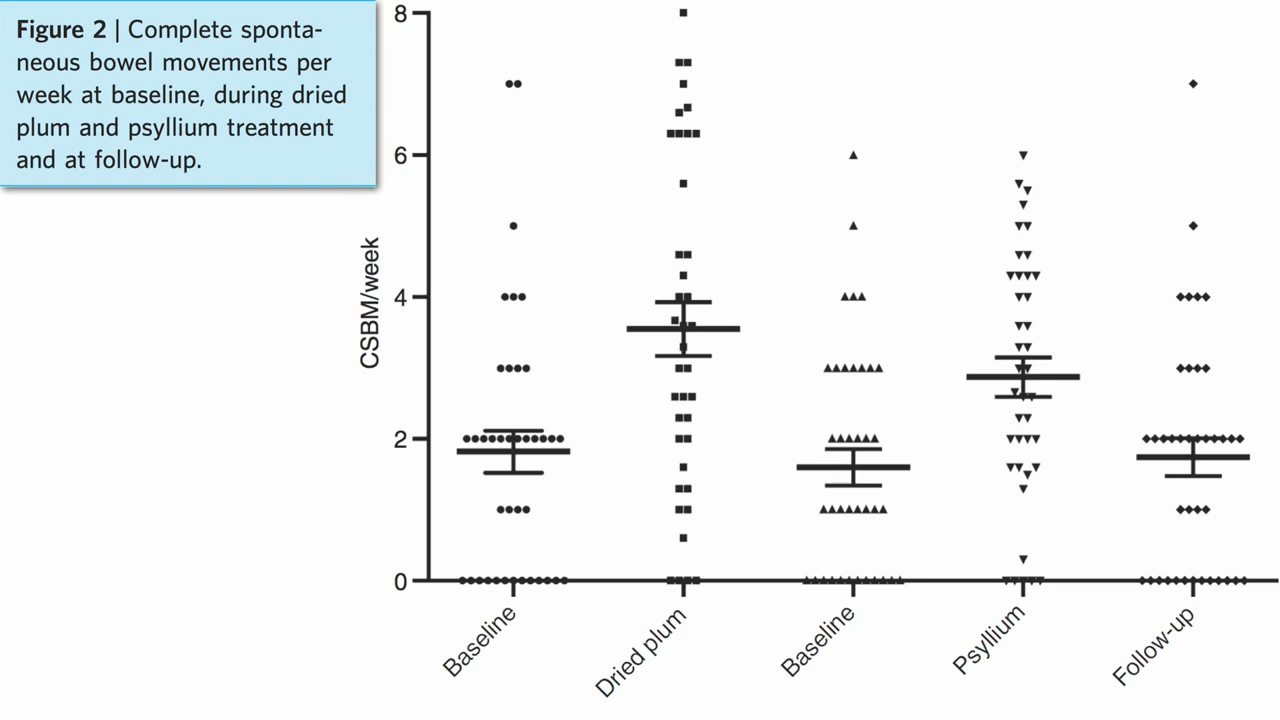 Figure 2 | Complete sponta-
neous bowel movements per
week at baseline, during dried
plum and psyllium treatment
and at follow-up.
CSBM/week
8
6
4
2
0
Baseline
Dried plum
Baseline
Psyllium
Follow-up